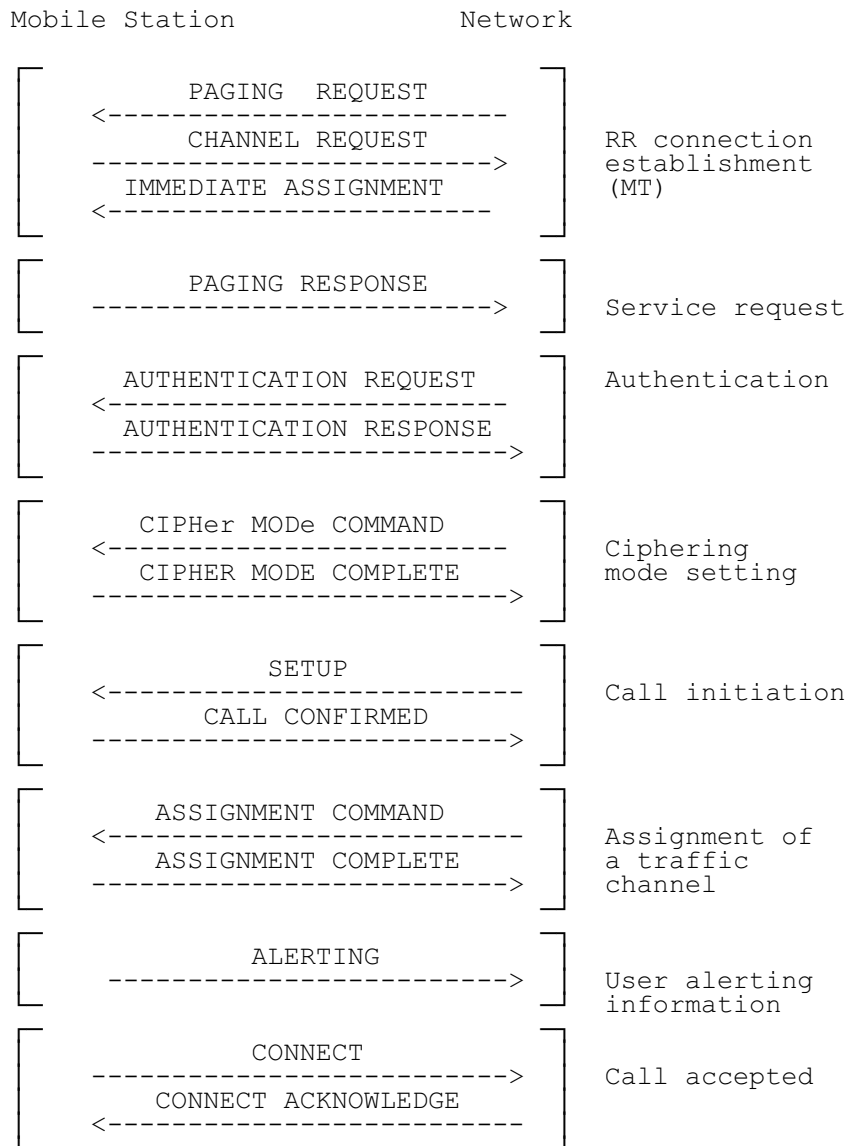 Mobile Station Network
PAGING REQUEST
<-------------------------
CHANNEL REQUEST RR connection
-------------------------> establishment
IMMEDIATE ASSIGNMENT (MT)
<------------------------
PAGING RESPONSE
-------------------------> Service request
AUTHENTICATION REQUEST Authentication
<-------------------------
AUTHENTICATION RESPONSE
-------------------------->
CIPHer MODe COMMAND
<------------------------- Ciphering
CIPHER MODE COMPLETE mode setting
-------------------------->
SETUP
<-------------------------- Call initiation
CALL CONFIRMED
-------------------------->
ASSIGNMENT COMMAND
<-------------------------- Assignment of
ASSIGNMENT COMPLETE a traffic
--------------------------> channel
ALERTING
-------------------------> User alerting
information
CONNECT
--------------------------> Call accepted
CONNECT ACKNOWLEDGE
<--------------------------